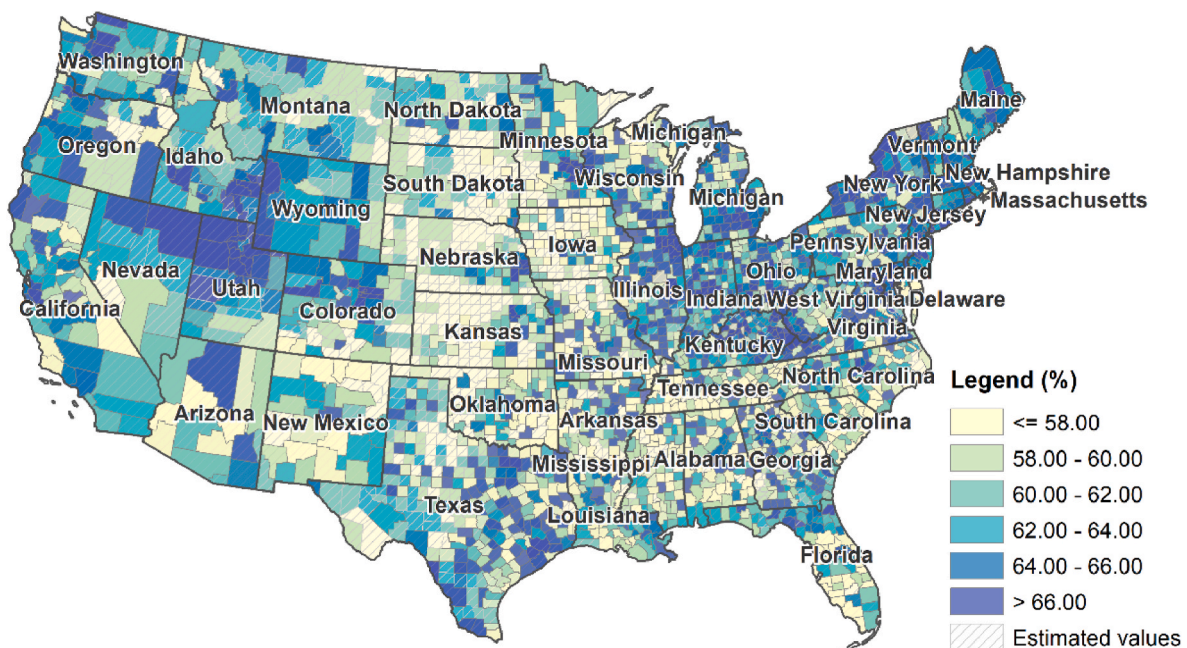 Washington
Montana
North Dakota
Minnesota
Michigan
Maine
Oregon
Idaho
Vermont
South Dakota
Wisconsin
New Hampshire
Wyoming
Michigan
New York
Massachusetts
New Jersey
Iowa
Pennsylvania
Nebraska
Nevada
Ohio
Maryland
Utah
Illinois
Indiana
West Virginia
Delaware
California
Colorado
Kansas
Virginia
Kentucky
Missouri
Tennessee
North Carolina
Arizona
New Mexico
Oklahoma
Arkansas
South Carolina
Mississippi
Alabama
Georgia
Texas
Louisiana
Florida
Legend (%)
<= 58.00
58.00 - 60.00
60.00 - 62.00
62.00 - 64.00
64.00 - 66.00
> 66.00
Estimated values